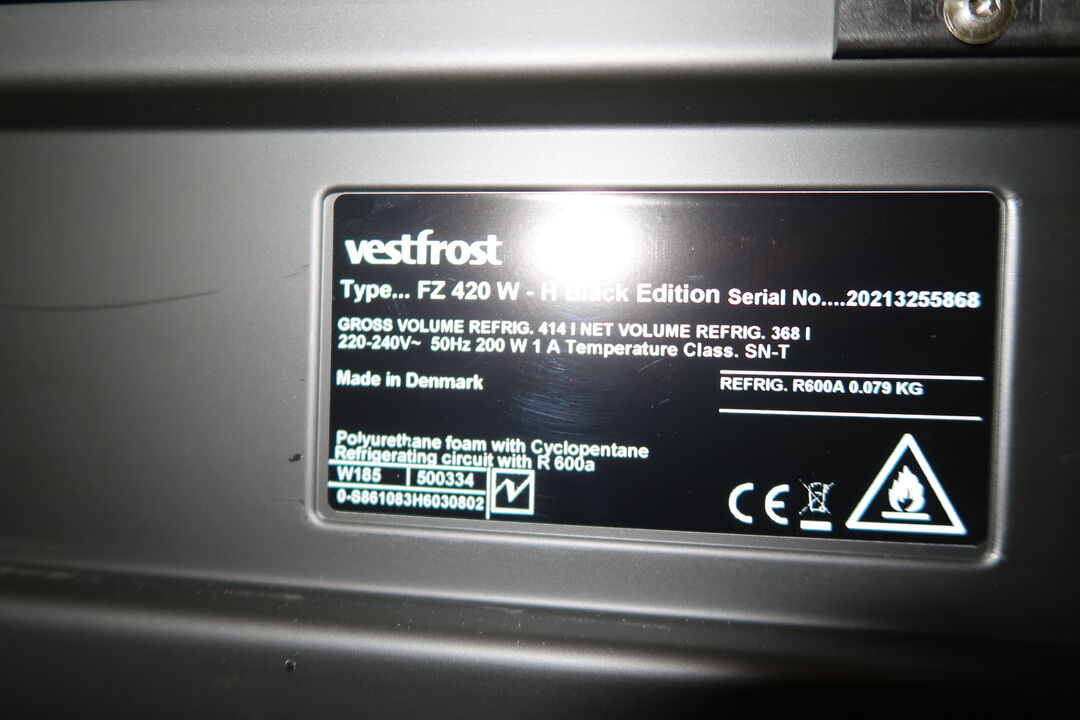 vestfrost
Type... FZ 420 W - H Black Edition Serial No....20213255868
GROSS VOLUME REFRIG. 414 l NET VOLUME REFRIG. 368 l
220-240V~ 50Hz 200 W 1 A Temperature Class. SN-T
Made in Denmark
REFRIG. R600A 0.079 KG
Polyurethane foam with Cyclopentane
Refrigerating circuit with R 600a
W185 500334
0-S861083H6030802
CE